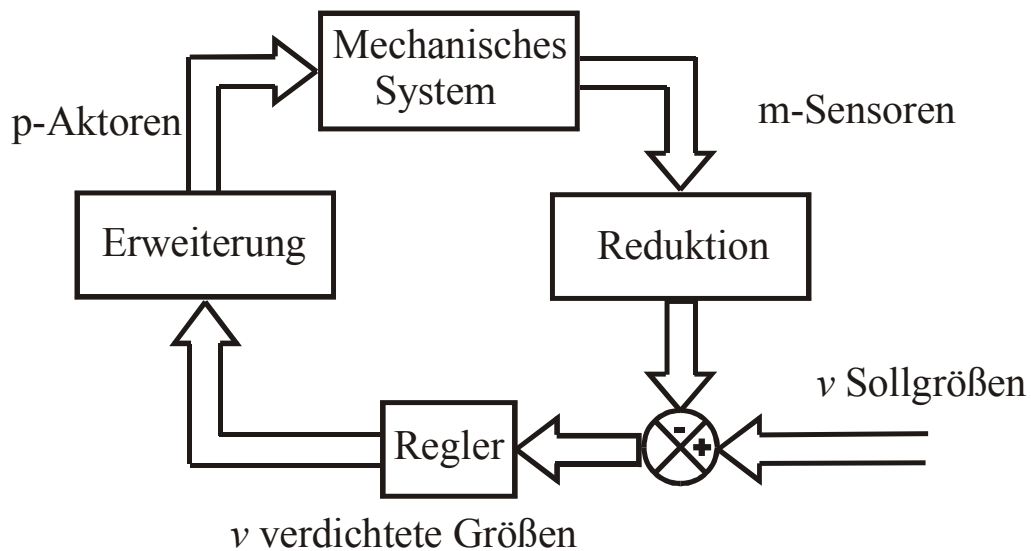 Mechanisches
System
p-Aktoren
m-Sensoren
Erweiterung
Reduktion
v Sollgrößen
-
+
Regler
v verdichtete Größen